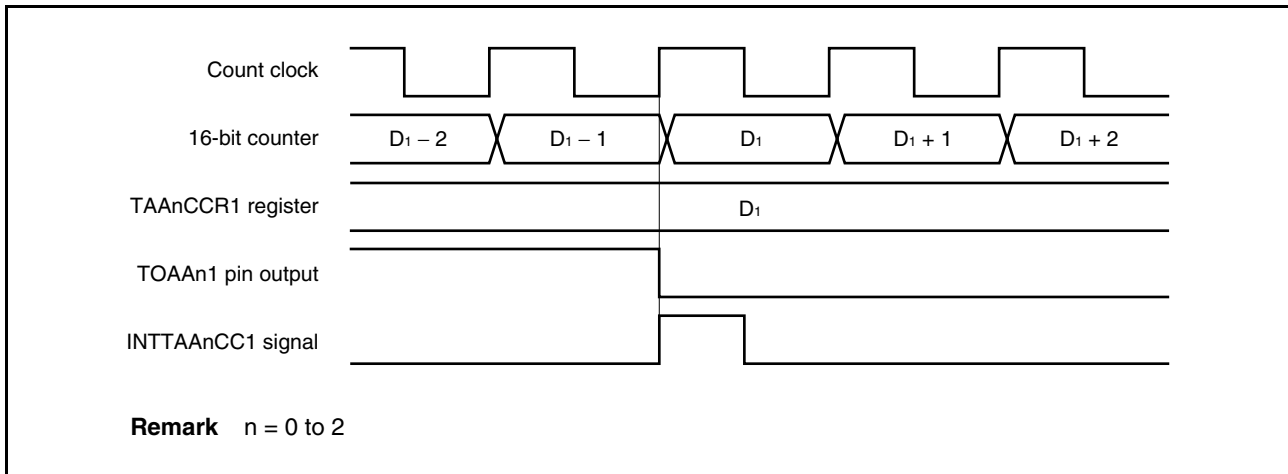 Count clock
16-bit counter D₁ − 2 D₁ − 1 D₁ D₁ + 1 D₁ + 2
TAAnCCR1 register D₁
TOAAn1 pin output
INTTAAnCC1 signal
Remark n = 0 to 2